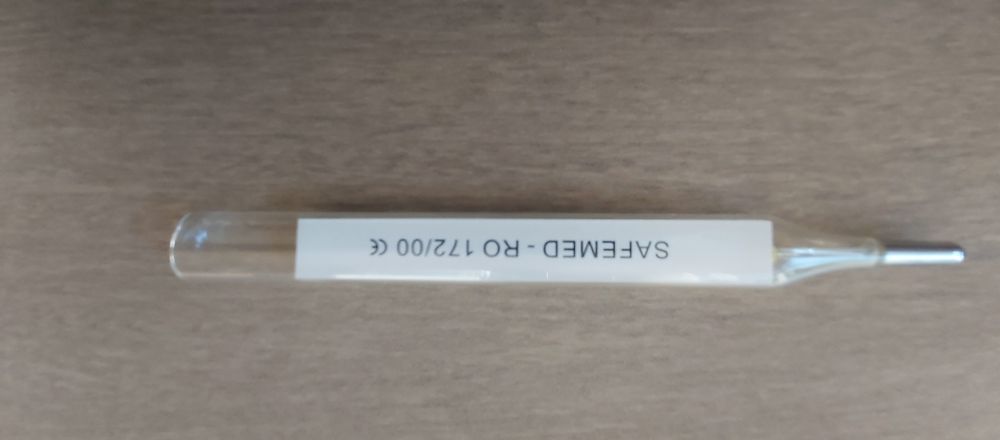 SAFEMED - RO 172/00 CE